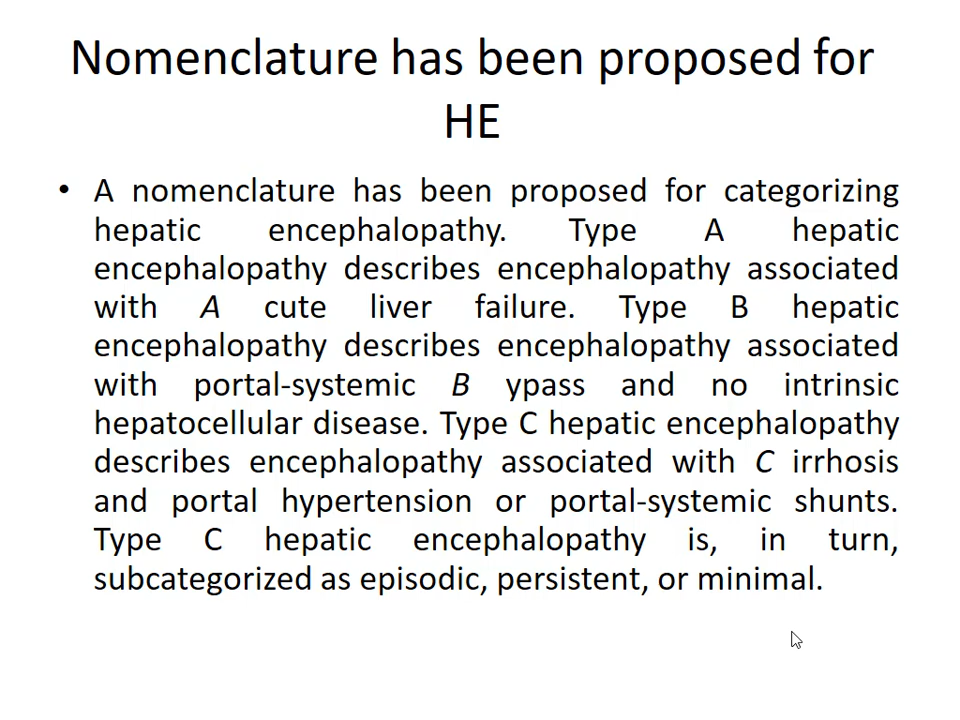 Nomenclature has been proposed for
HE
• A nomenclature has been proposed for categorizing
hepatic encephalopathy. Type A hepatic
encephalopathy describes encephalopathy associated
with A cute liver failure. Type B hepatic
encephalopathy describes encephalopathy associated
with portal-systemic B ypass and no intrinsic
hepatocellular disease. Type C hepatic encephalopathy
describes encephalopathy associated with C irrhosis
and portal hypertension or portal-systemic shunts.
Type C hepatic encephalopathy is, in turn,
subcategorized as episodic, persistent, or minimal.